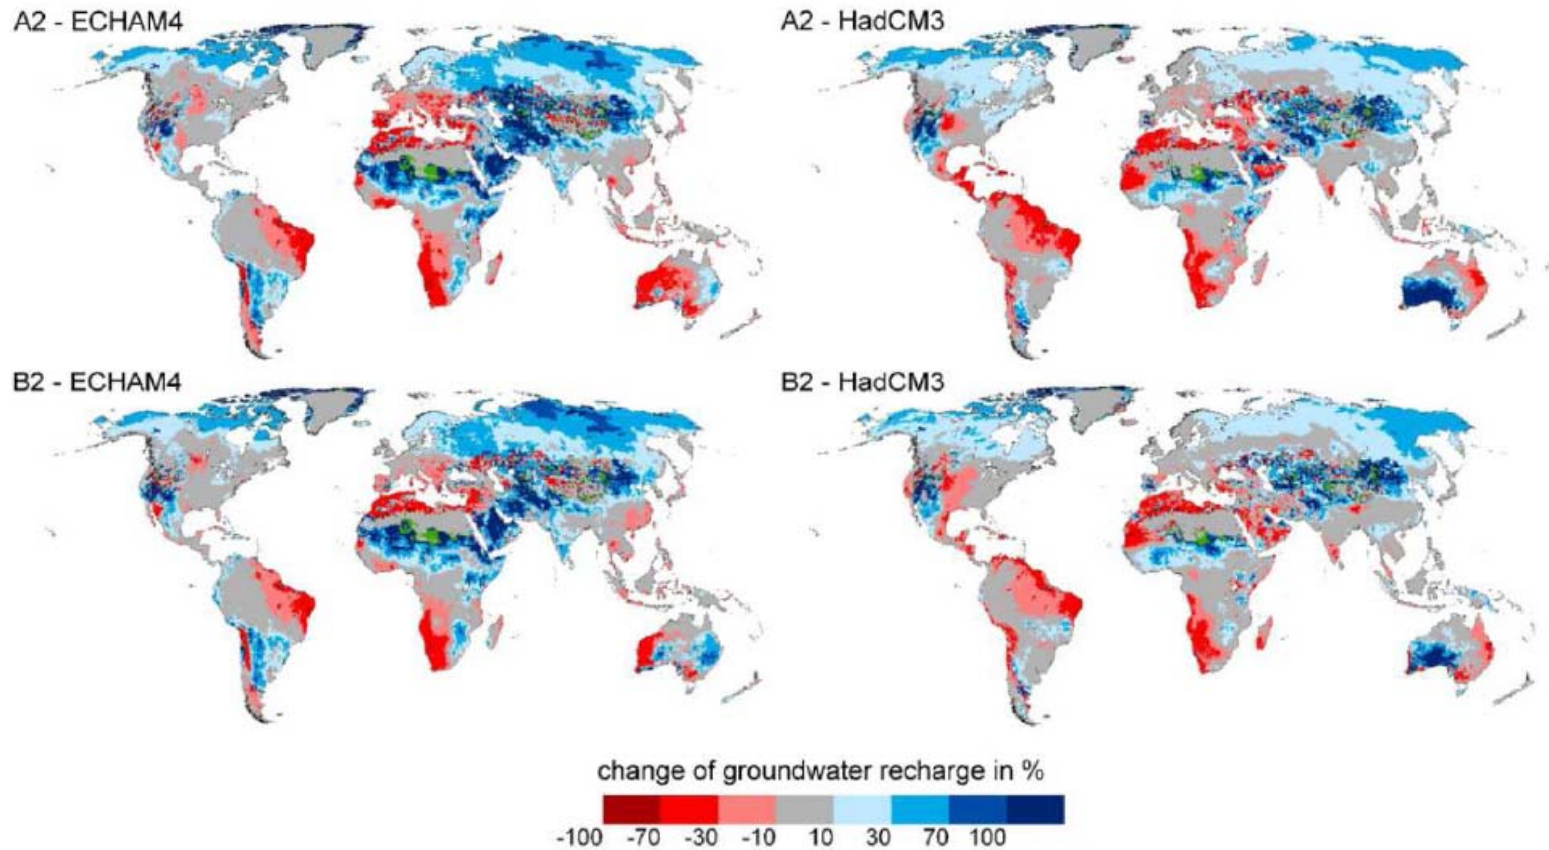 A2 - ECHAM4
A2 - HadCM3
B2 - ECHAM4
B2 - HadCM3
change of groundwater recharge in %
-100 -70 -30 -10 10 30 70 100